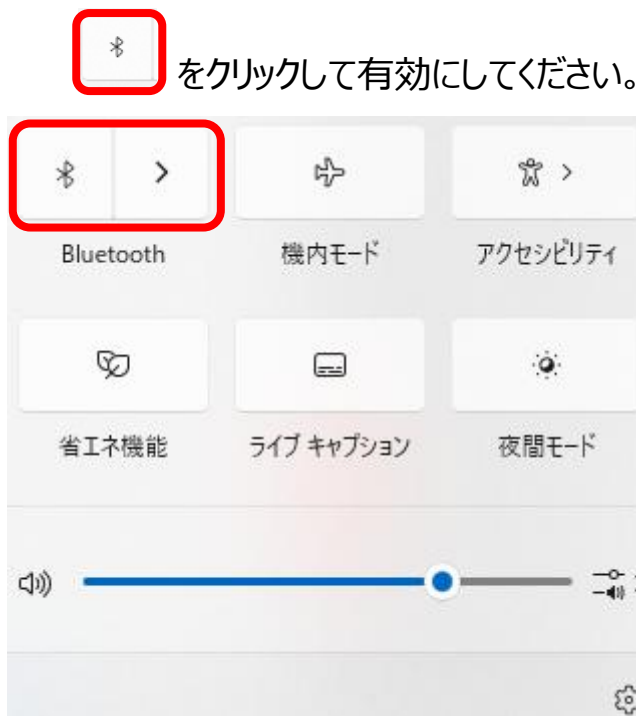 をクリックして有効にしてください。
Bluetooth
機内モード
アクセシビリティ
省エネ機能
ライブ キャプション
夜間モード